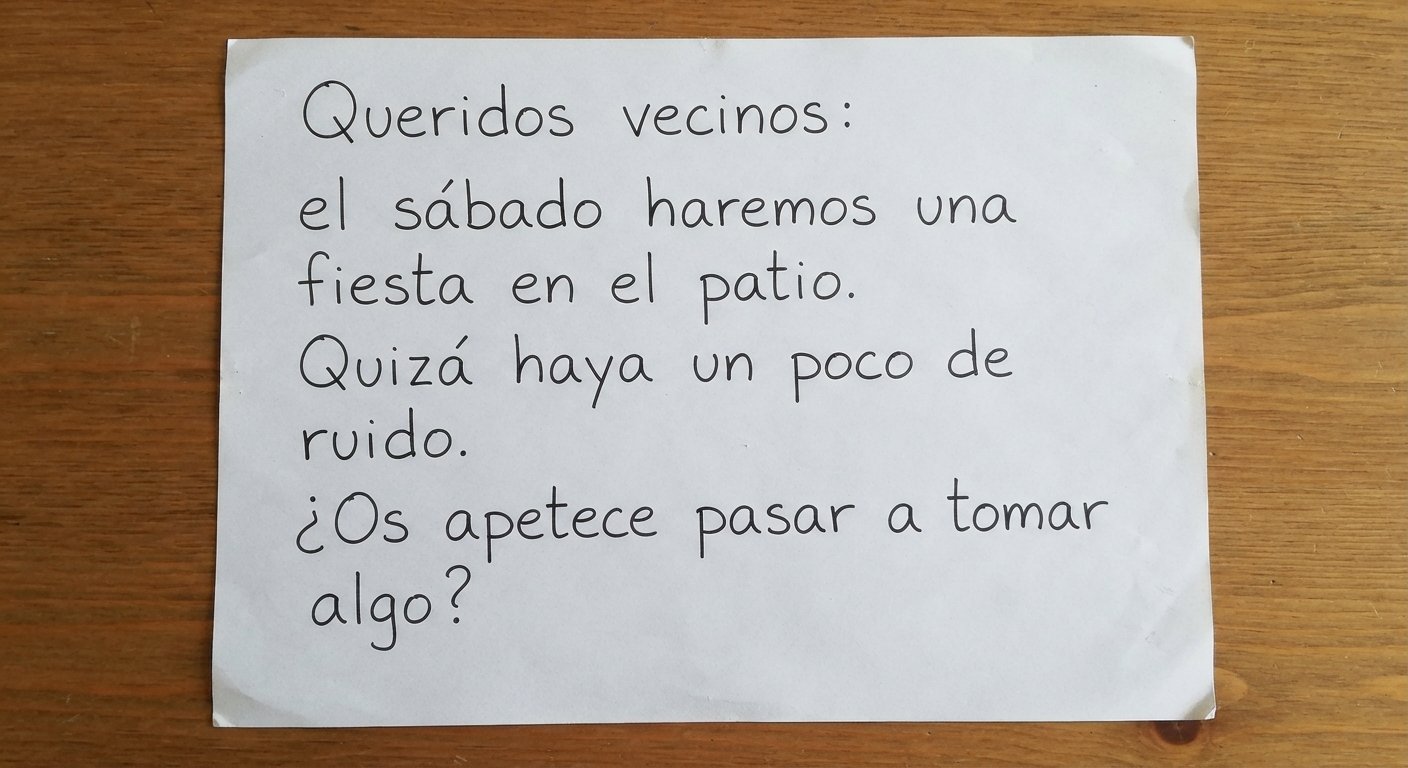 Queridos vecinos:
el sábado haremos una
fiesta en el patio.
Quizá haya un poco de
ruido.
¿Os apetece pasar a tomar
algo?